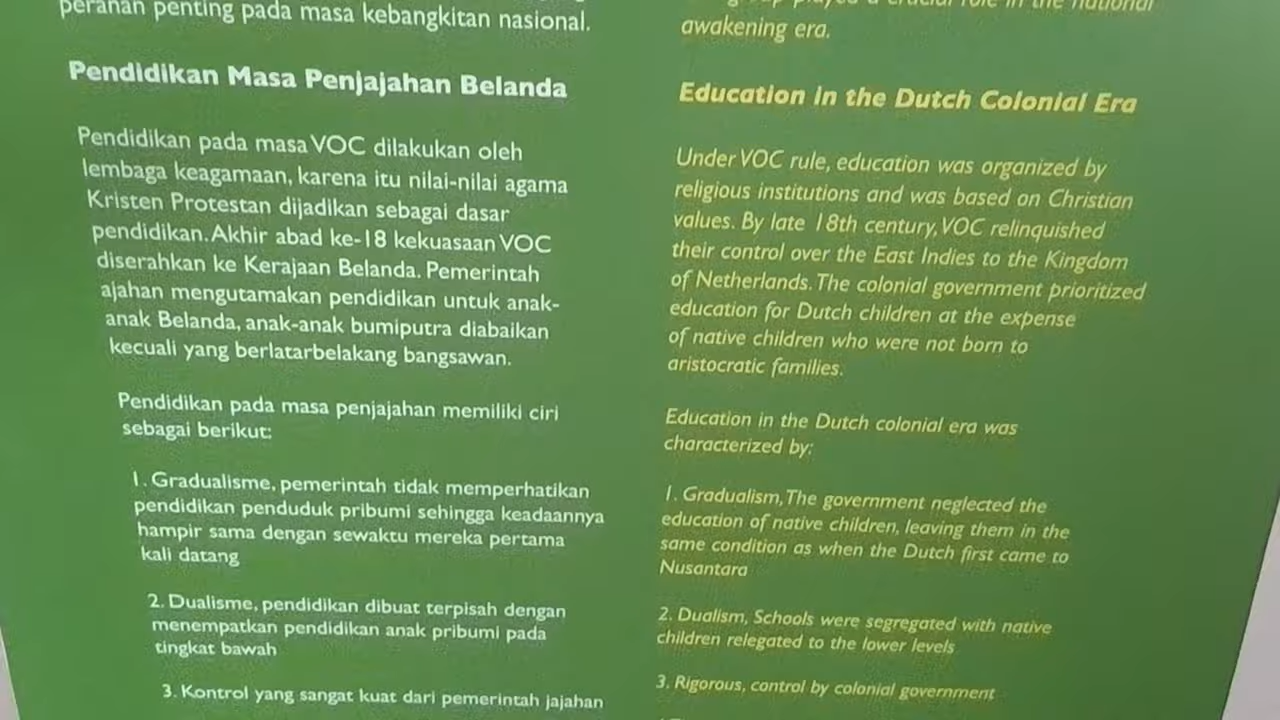 peranan penting pada masa kebangkitan nasional.
Pendidikan Masa Penjajahan Belanda
Pendidikan pada masa VOC dilakukan oleh
lembaga keagamaan, karena itu nilai-nilai agama
Kristen Protestan dijadikan sebagai dasar
pendidikan. Akhir abad ke-18 kekuasaan VOC
diserahkan ke Kerajaan Belanda. Pemerintah
ajahan mengutamakan pendidikan untuk anak-
anak Belanda, anak-anak bumiputra diabaikan
kecuali yang berlatarbelakang bangsawan.
Pendidikan pada masa penjajahan memiliki ciri
sebagai berikut:
1. Gradualisme, pemerintah tidak memperhatikan
pendidikan penduduk pribumi sehingga keadaannya
hampir sama dengan sewaktu mereka pertama
kali datang
2. Dualisme, pendidikan dibuat terpisah dengan
menempatkan pendidikan anak pribumi pada
tingkat bawah
3. Kontrol yang sangat kuat dari pemerintah jajahan
played a crucial role in the national
awakening era.
Education in the Dutch Colonial Era
Under VOC rule, education was organized by
religious institutions and was based on Christian
values. By late 18th century, VOC relinquished
their control over the East Indies to the Kingdom
of Netherlands. The colonial government prioritized
education for Dutch children at the expense
of native children who were not born to
aristocratic families.
Education in the Dutch colonial era was
characterized by:
1. Gradualism, The government neglected the
education of native children, leaving them in the
same condition as when the Dutch first came to
Nusantara
2. Dualism, Schools were segregated with native
children relegated to the lower levels
3. Rigorous, control by colonial government